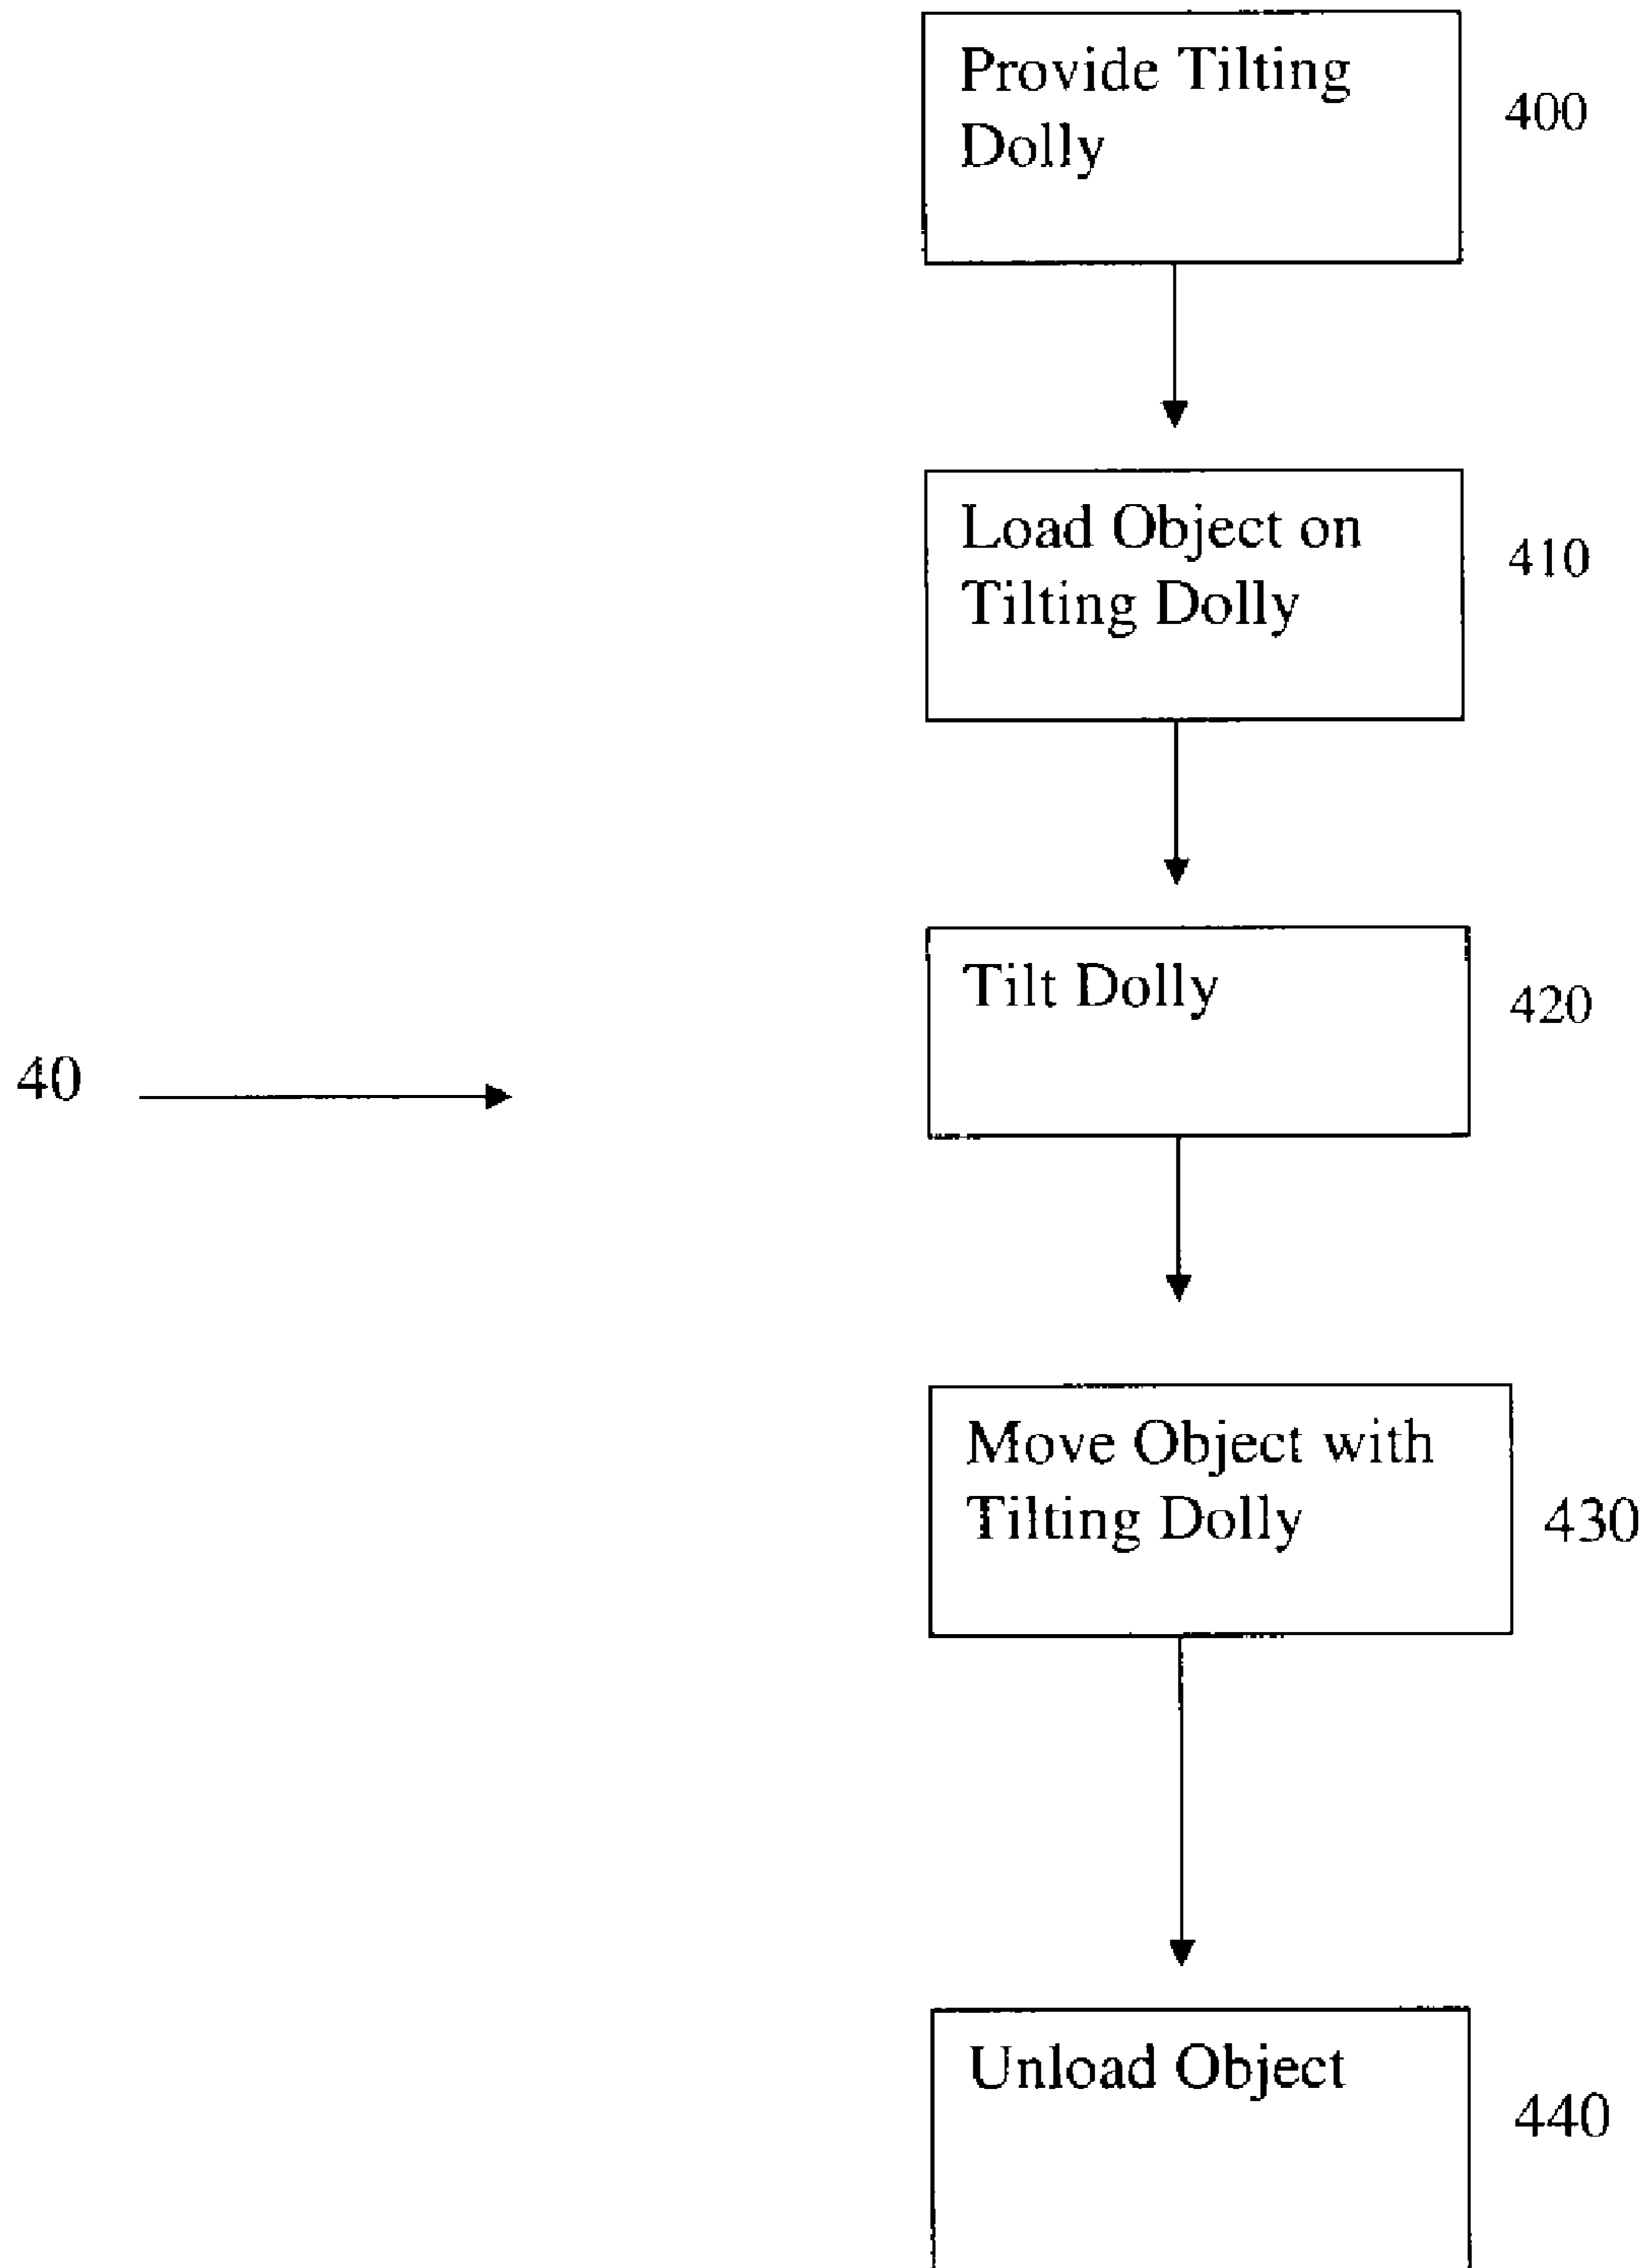 Provide Tilting
Dolly
400
Load Object on
Tilting Dolly
410
Tilt Dolly
420
40
Move Object with
Tilting Dolly
430
Unload Object
440